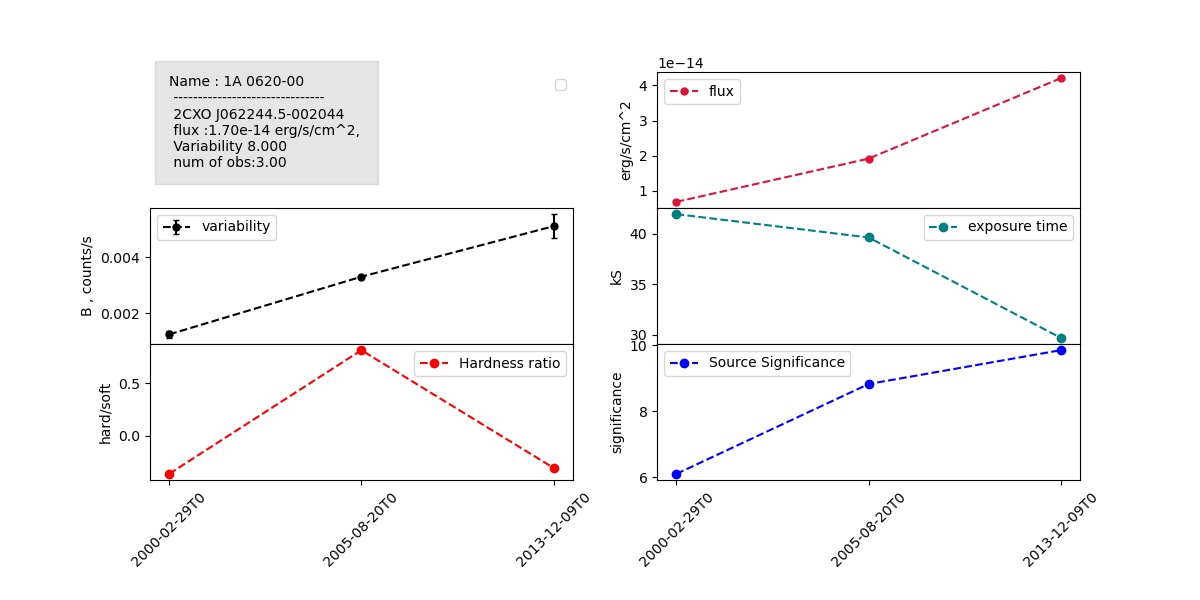 Name : 1A 0620-00
-------------------------------
2CXO J062244.5-002044
flux :1.70e-14 erg/s/cm^2,
Variability 8.000
num of obs:3.00
B , counts/s
0.004
0.002
variability
hard/soft
0.5
0.0
Hardness ratio
2000-02-29T0
2005-08-20T0
2013-12-09T0
1e−14
erg/s/cm^2
4
3
2
1
flux
kS
40
35
30
exposure time
significance
10
8
6
Source Significance
2000-02-29T0
2005-08-20T0
2013-12-09T0